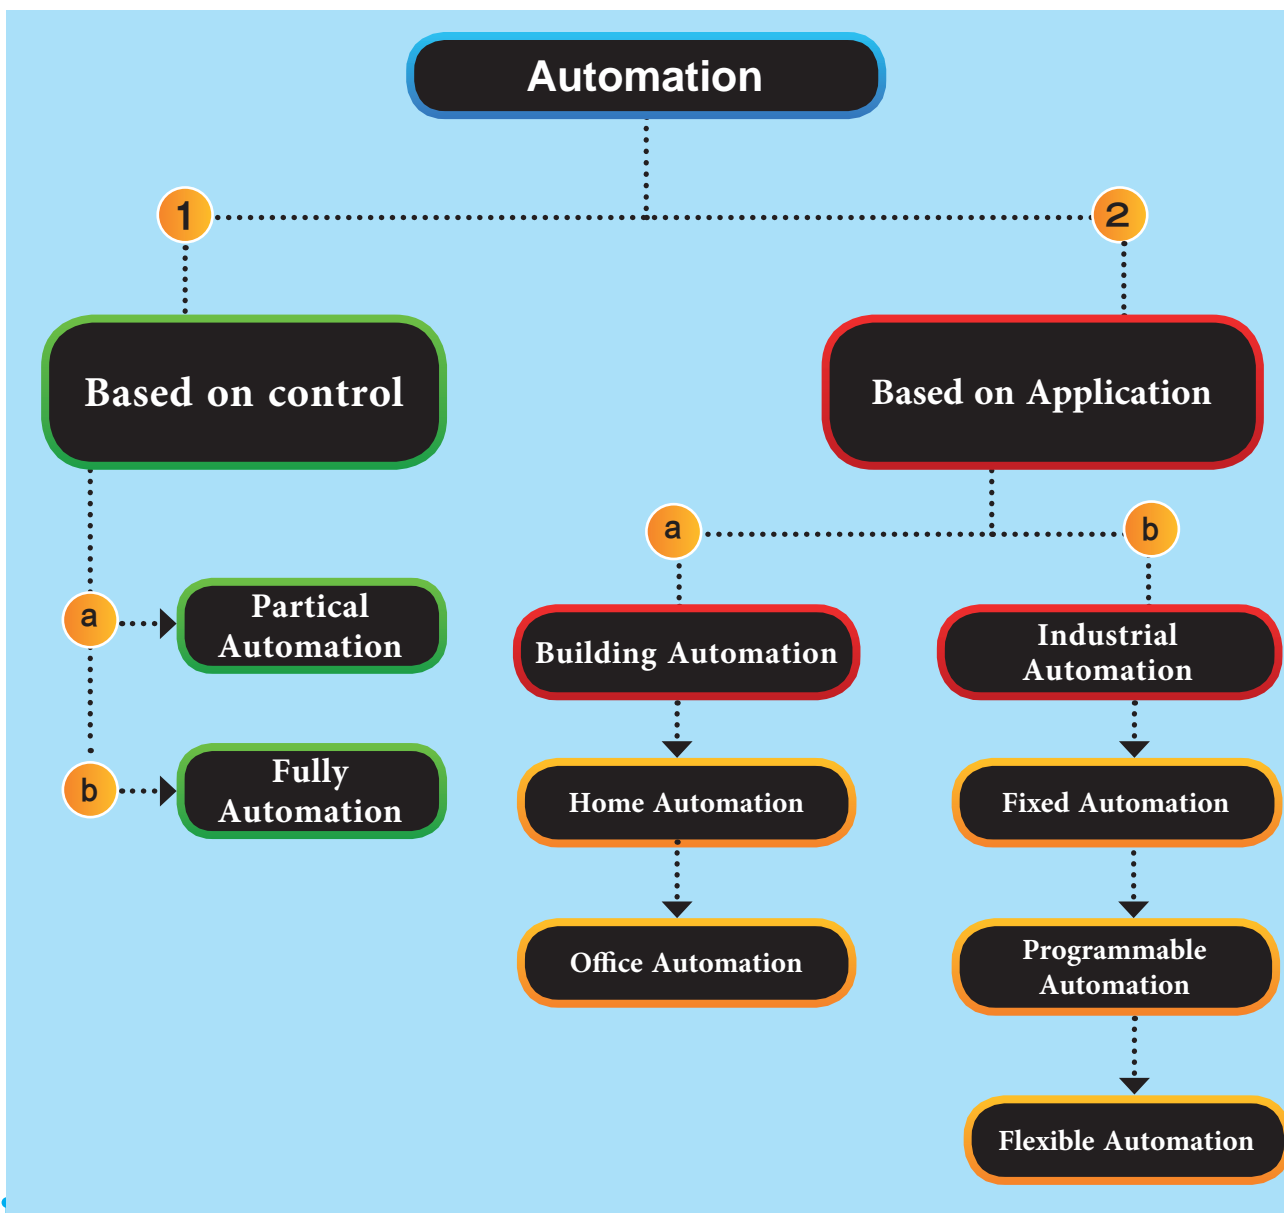 Automation
1
2
Based on control
Based on Application
a
b
a
Partical
Automation
Building Automation
Industrial
Automation
b
Fully
Automation
Home Automation
Fixed Automation
Office Automation
Programmable
Automation
Flexible Automation